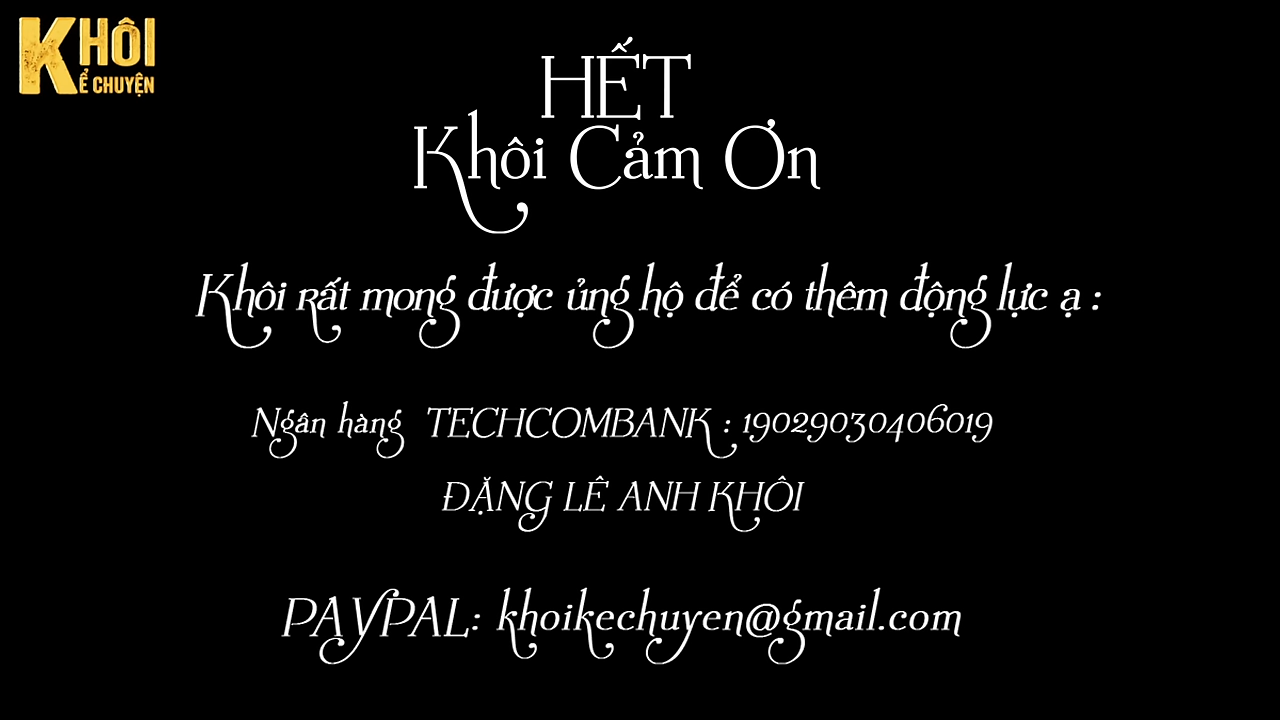 KHÔI
KỂ CHUYỆN
HẾT
Khôi Cảm Ơn
Khôi rất mong được ủng hộ để có thêm động lực ạ :
Ngân hàng TECHCOMBANK : 19029030406019
ĐẶNG LÊ ANH KHÔI
PAYPAL: khoikechuyen@gmail.com